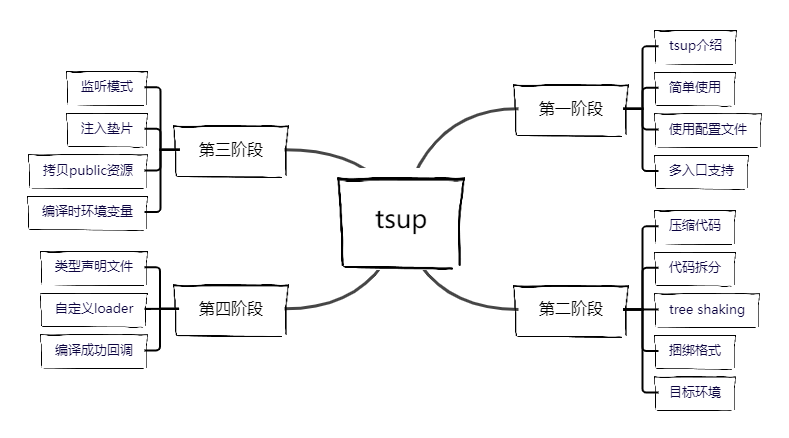 tsup
第一阶段
tsup介绍
简单使用
使用配置文件
多入口支持
第二阶段
压缩代码
代码拆分
tree shaking
捆绑格式
目标环境
第三阶段
监听模式
注入垫片
拷贝public资源
编译时环境变量
第四阶段
类型声明文件
自定义loader
编译成功回调